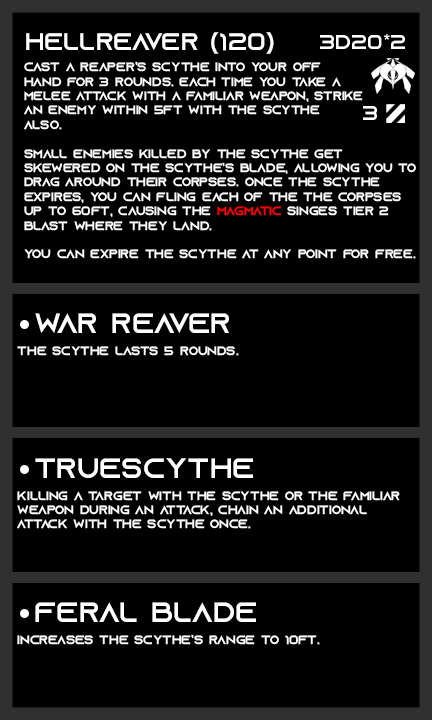 HELLREAVER (120) 3D20*2
CAST A REAPER'S SCYTHE INTO YOUR OFF
HAND FOR 3 ROUNDS. EACH TIME YOU TAKE A
MELEE ATTACK WITH A FAMILIAR WEAPON, STRIKE
AN ENEMY WITHIN 5FT WITH THE SCYTHE
3
ALSO.
SMALL ENEMIES KILLED BY THE SCYTHE GET
SKEWERED ON THE SCYTHE'S BLADE, ALLOWING YOU TO
DRAG AROUND THEIR CORPSES. ONCE THE SCYTHE
EXPIRES, YOU CAN FLING EACH OF THE THE CORPSES
UP TO 60FT, CAUSING THE MAGMATIC SINGES TIER 2
BLAST WHERE THEY LAND.
YOU CAN EXPIRE THE SCYTHE AT ANY POINT FOR FREE.
•WAR REAVER
THE SCYTHE LASTS 5 ROUNDS.
•TRUESCYTHE
KILLING A TARGET WITH THE SCYTHE OR THE FAMILIAR
WEAPON DURING AN ATTACK, CHAIN AN ADDITIONAL
ATTACK WITH THE SCYTHE ONCE.
•FERAL BLADE
INCREASES THE SCYTHE'S RANGE TO 10FT.